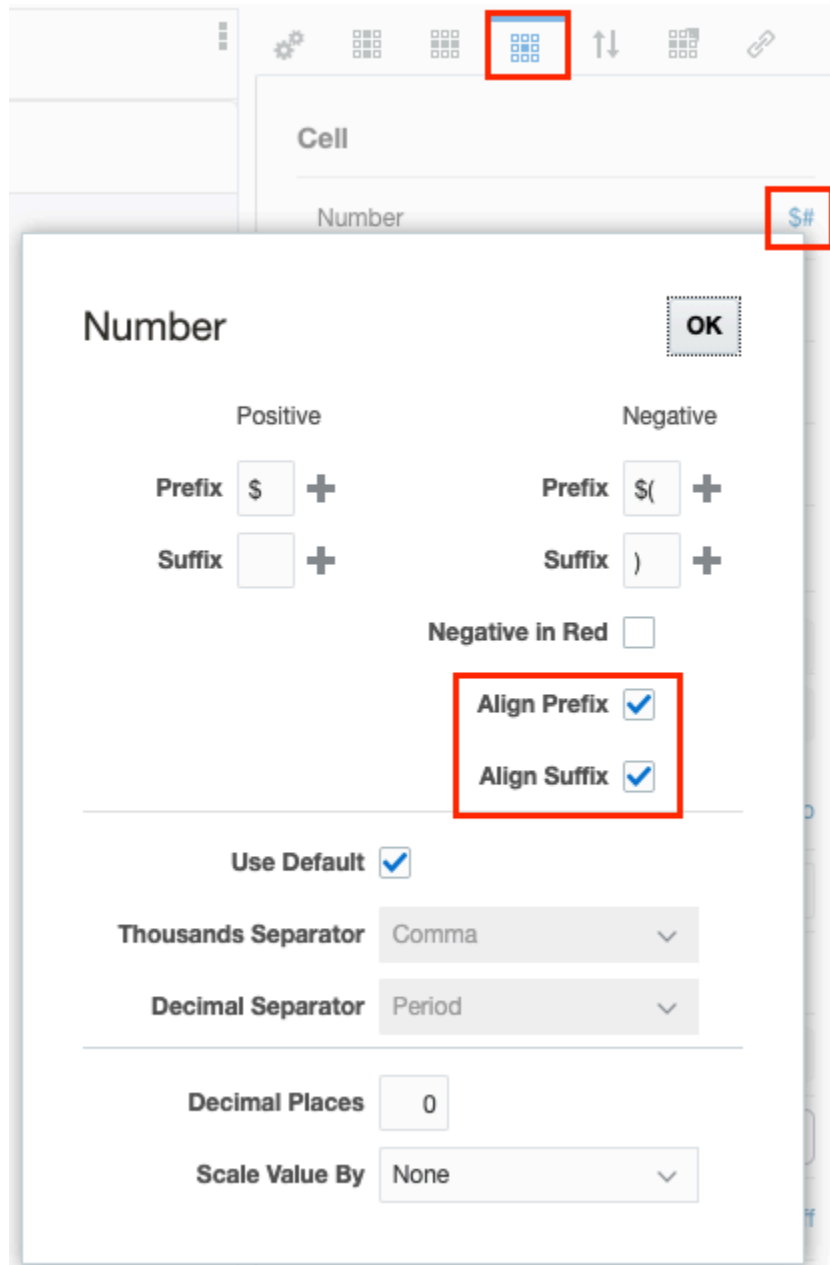 Cell
Number $#
Number OK
Positive Negative
Prefix $ Prefix $(
Suffix Suffix )
Negative in Red
Align Prefix
Align Suffix
Use Default
Thousands Separator Comma
Decimal Separator Period
Decimal Places 0
Scale Value By None